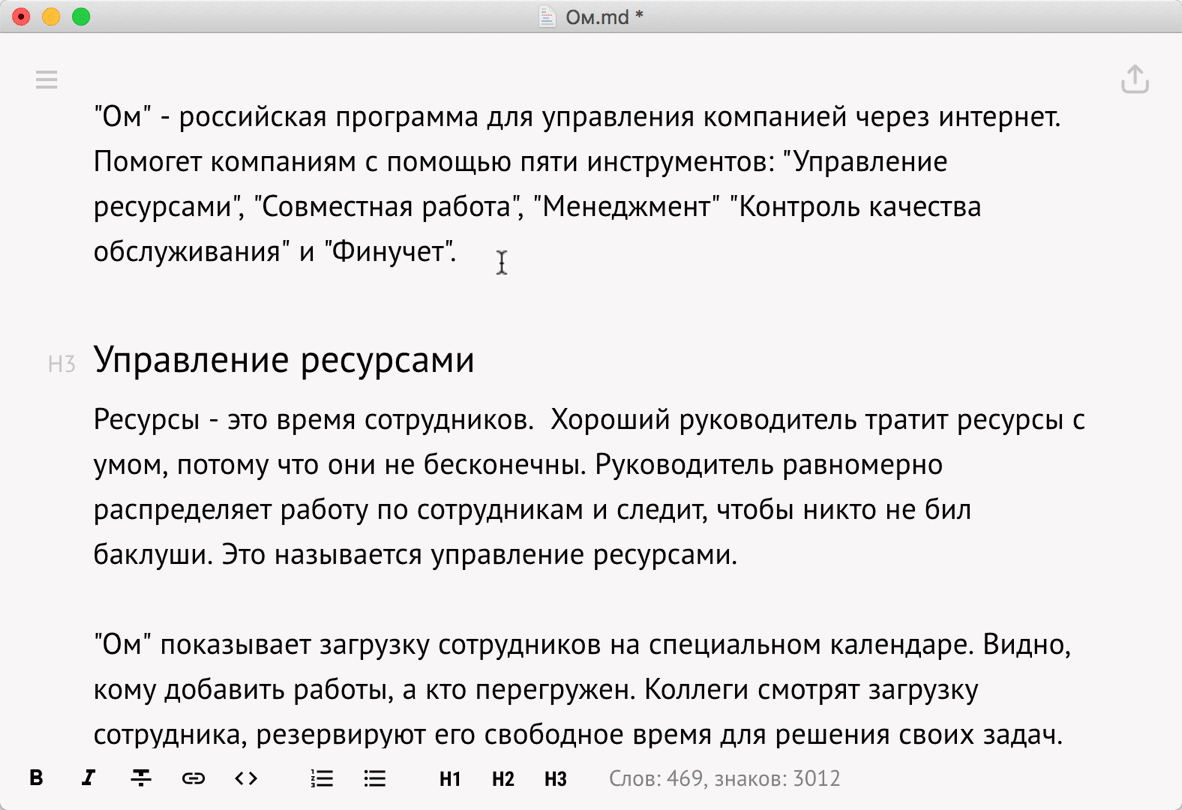 Ом.md *
"Ом" - российская программа для управления компанией через интернет.
Помогет компаниям с помощью пяти инструментов: "Управление
ресурсами", "Совместная работа", "Менеджмент" "Контроль качества
обслуживания" и "Финучет".
H3 Управление ресурсами
Ресурсы - это время сотрудников.  Хороший руководитель тратит ресурсы с
умом, потому что они не бесконечны. Руководитель равномерно
распределяет работу по сотрудникам и следит, чтобы никто не бил
баклуши. Это называется управление ресурсами.
"Ом" показывает загрузку сотрудников на специальном календаре. Видно,
кому добавить работы, а кто перегружен. Коллеги смотрят загрузку
сотрудника, резервируют его свободное время для решения своих задач.
B I T <> H1 H2 H3 Слов: 469, знаков: 3012